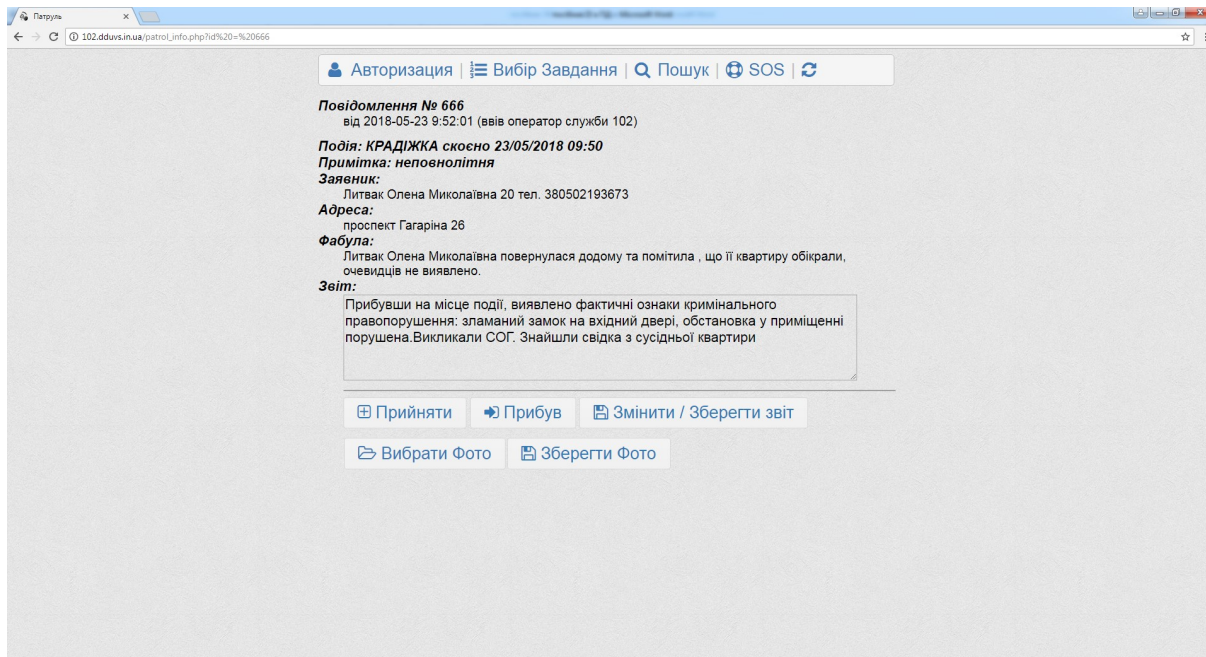 Патруль
102.dduvs.in.ua/patrol_info.php?id%20=%20666
Авторизация | Вибір Завдання | Пошук | SOS |
Повідомлення № 666
від 2018-05-23 9:52:01 (ввів оператор служби 102)
Подія: КРАДІЖКА скоєно 23/05/2018 09:50
Примітка: неповнолітня
Заявник:
Литвак Олена Миколаївна 20 тел. 380502193673
Адреса:
проспект Гагаріна 26
Фабула:
Литвак Олена Миколаївна повернулася додому та помітила , що її квартиру обікрали,
очевидців не виявлено.
Звіт:
Прибувши на місце події, виявлено фактичні ознаки кримінального
правопорушення: зламаний замок на вхідний двері, обстановка у приміщенні
порушена.Викликали СОГ. Знайшли свідка з сусідньої квартири
Прийняти Прибув Змінити / Зберегти звіт
Вибрати Фото Зберегти Фото